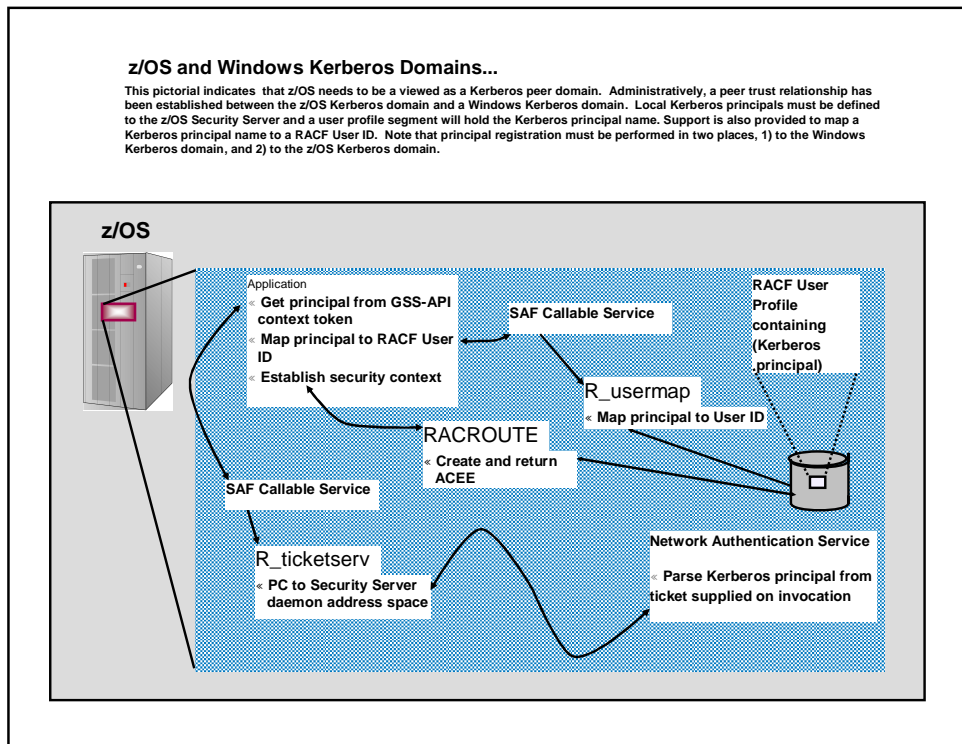 z/OS and Windows Kerberos Domains...
This pictorial indicates that z/OS needs to be a viewed as a Kerberos peer domain. Administratively, a peer trust relationship has
been established between the z/OS Kerberos domain and a Windows Kerberos domain. Local Kerberos principals must be defined
to the z/OS Security Server and a user profile segment will hold the Kerberos principal name. Support is also provided to map a
Kerberos principal name to a RACF User ID. Note that principal registration must be performed in two places, 1) to the Windows
Kerberos domain, and 2) to the z/OS Kerberos domain.
z/OS
Application
« Get principal from GSS-API
context token
« Map principal to RACF User
ID
« Establish security context
SAF Callable Service
RACF User
Profile
containing
(Kerberos
.principal)
R_usermap
« Map principal to User ID
RACROUTE
« Create and return
ACEE
SAF Callable Service
R_ticketserv
« PC to Security Server
daemon address space
Network Authentication Service
« Parse Kerberos principal from
ticket supplied on invocation